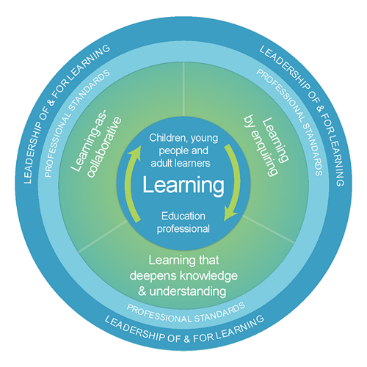 LEADERSHIP OF & FOR LEARNING
LEADERSHIP OF & FOR LEARNING
PROFESSIONAL STANDARDS
PROFESSIONAL STANDARDS
Learning-as-
collaborative
Learning
by enquiring
Children, young
people and
adult learners
Learning
Education
professional
Learning that
deepens knowledge
& understanding
PROFESSIONAL STANDARDS
LEADERSHIP OF & FOR LEARNING